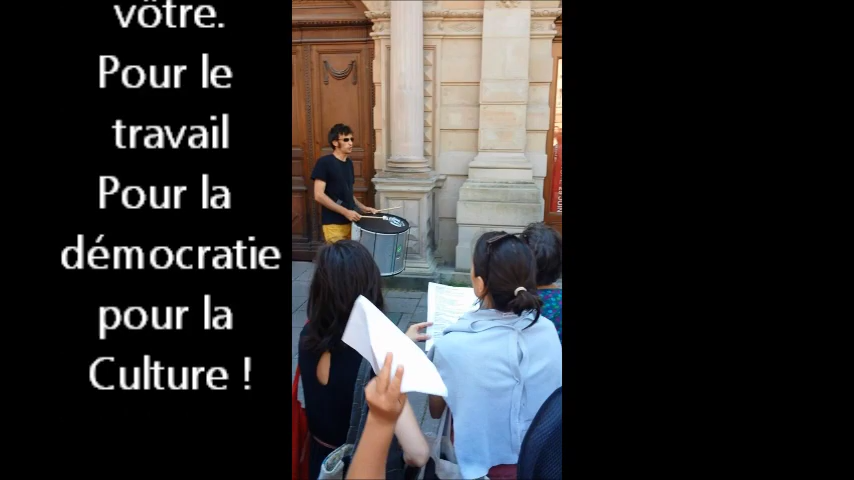 vôtre.
Pour le
travail
Pour la
démocratie
pour la
Culture !